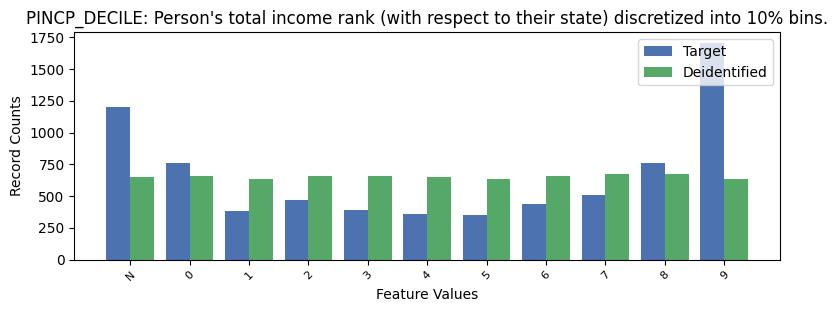 PINCP_DECILE: Person's total income rank (with respect to their state) discretized into 10% bins.
Record Counts
1750
1500
1250
1000
750
500
250
0
Target
Deidentified
N 0 1 2 3 4 5 6 7 8 9
Feature Values